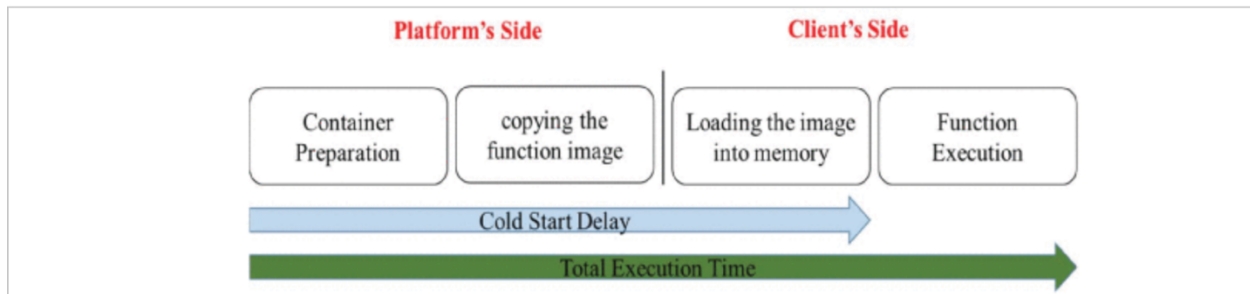 Platform's Side
Client's Side
Container
Preparation
copying the
function image
Loading the image
into memory
Function
Execution
Cold Start Delay
Total Execution Time